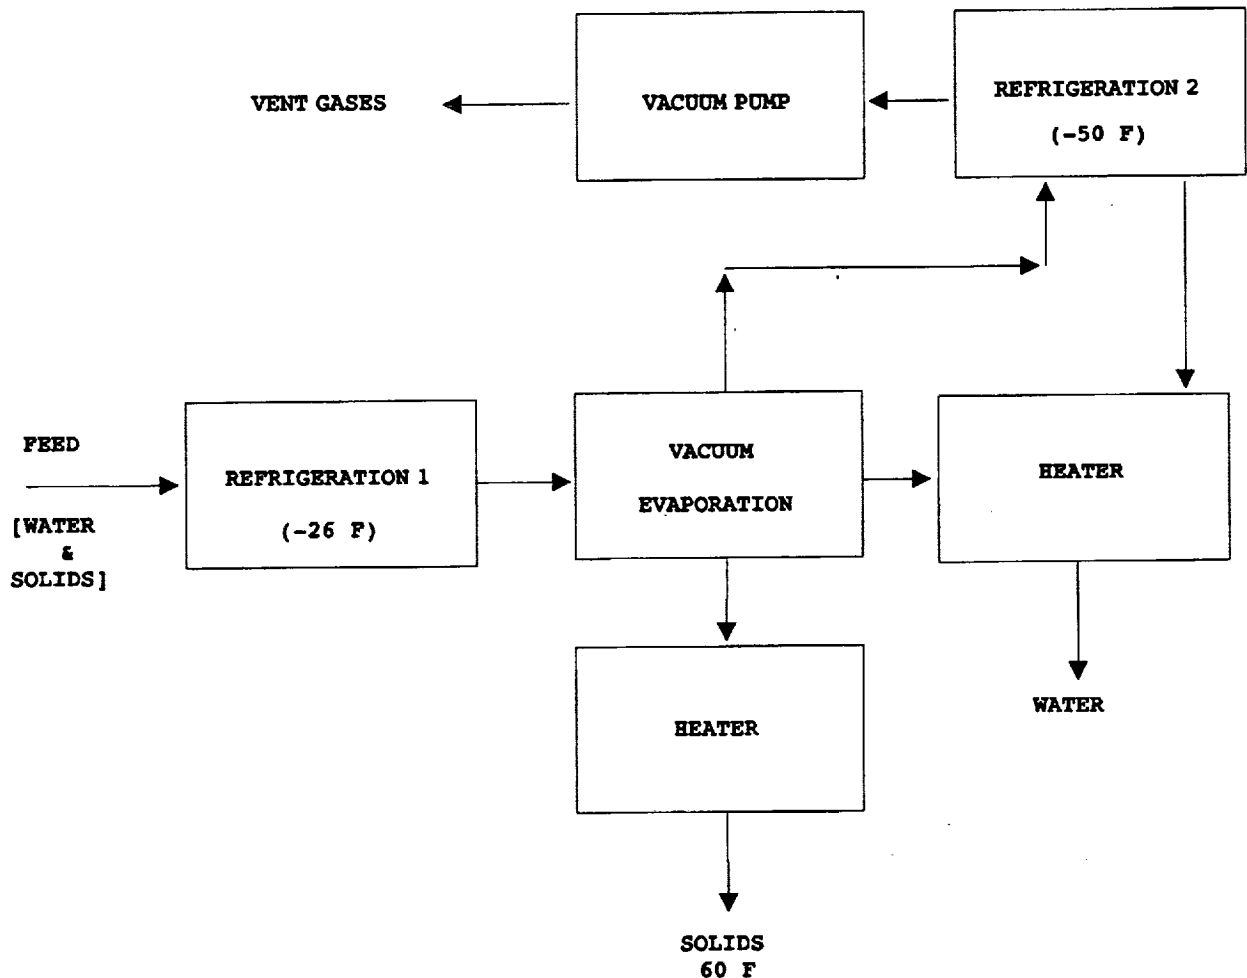 VENT GASES
VACUUM PUMP
REFRIGERATION 2
(-50 F)
FEED
[WATER
&
SOLIDS]
REFRIGERATION 1
(-26 F)
VACUUM
EVAPORATION
HEATER
HEATER
WATER
SOLIDS
60 F